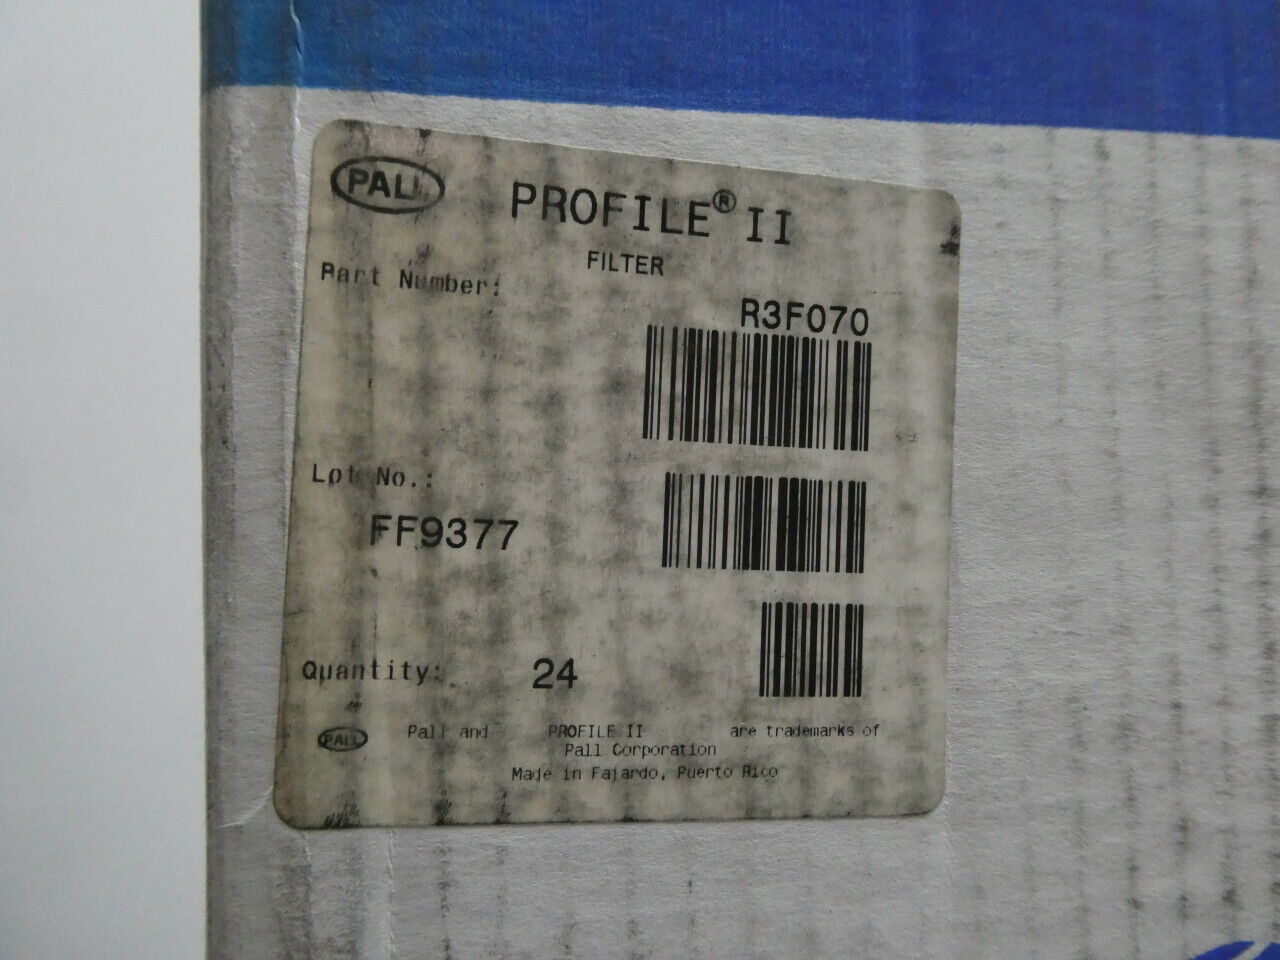 PALL
PROFILE® II
FILTER
Part Number:
R3F070
Lot No.:
FF9377
Quantity: 24
PALL
Pall and PROFILE II are trademarks of
Pall Corporation
Made in Fajardo, Puerto Rico